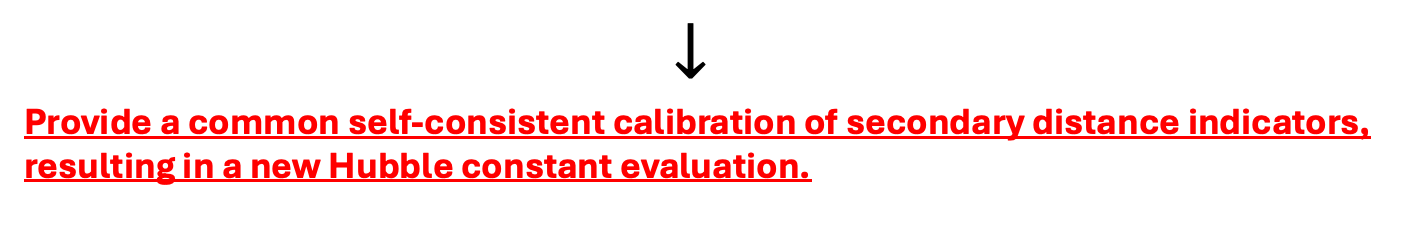 Provide a common self-consistent calibration of secondary distance indicators,
resulting in a new Hubble constant evaluation.